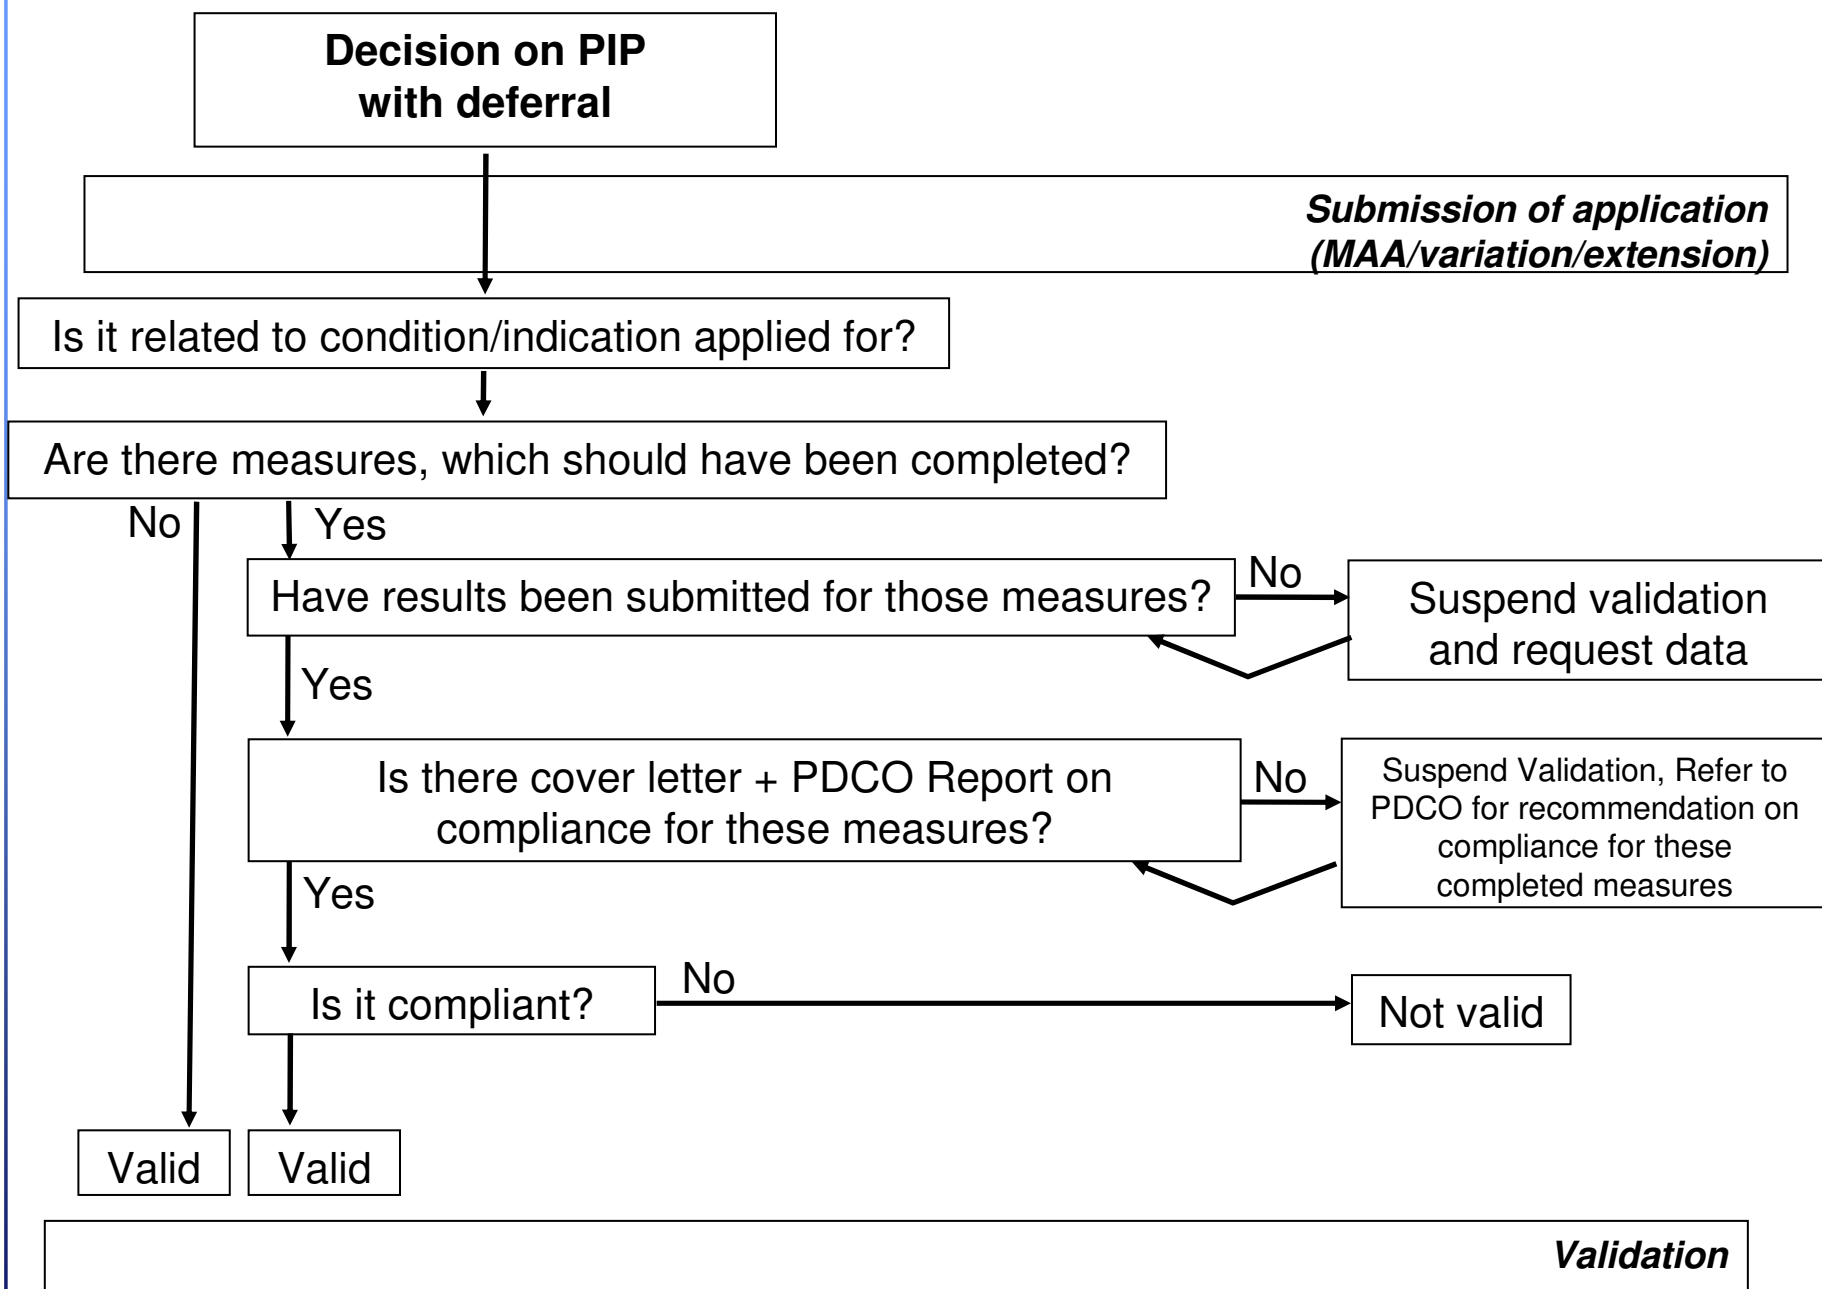 Decision on PIP
with deferral
Submission of application
(MAA/variation/extension)
Is it related to condition/indication applied for?
Are there measures, which should have been completed?
No
Yes
Have results been submitted for those measures?
No
Suspend validation
and request data
Yes
Is there cover letter + PDCO Report on
compliance for these measures?
No
Suspend Validation, Refer to
PDCO for recommendation on
compliance for these
completed measures
Yes
Is it compliant?
No
Not valid
Valid
Valid
Validation